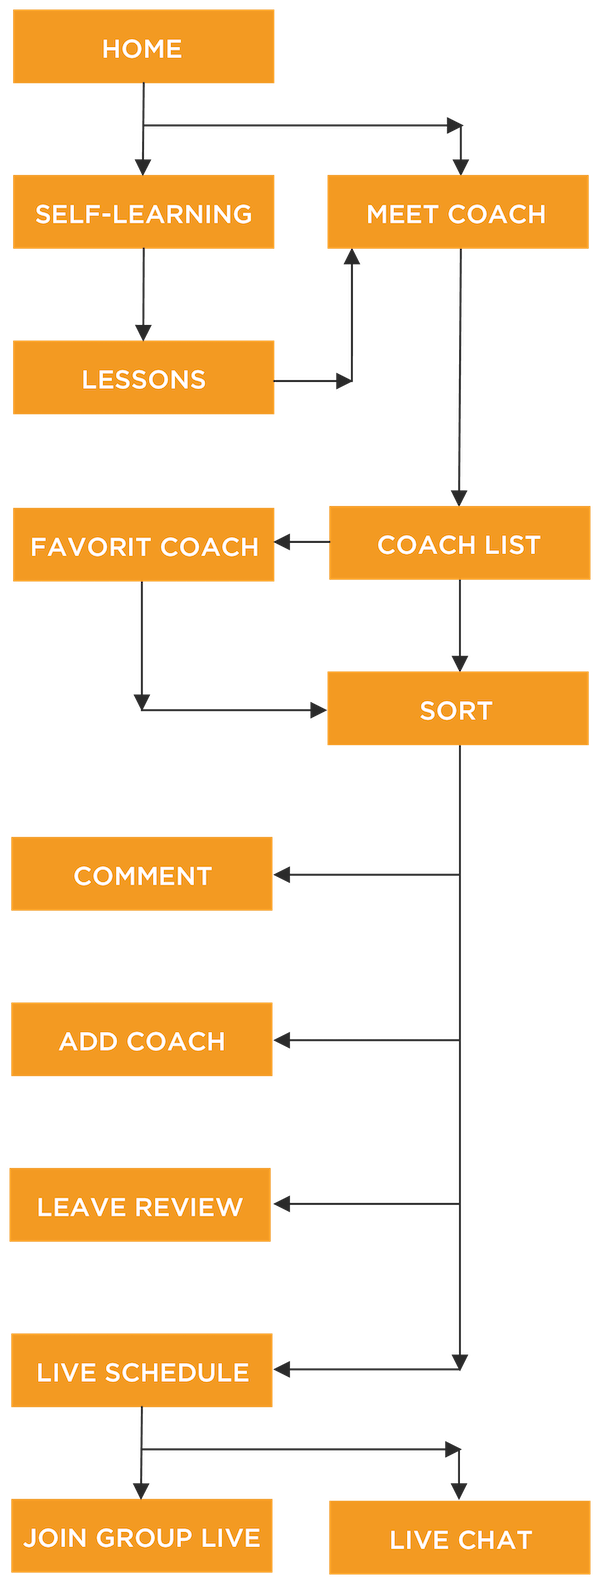 HOME
SELF-LEARNING
MEET COACH
LESSONS
FAVORIT COACH
COACH LIST
SORT
COMMENT
ADD COACH
LEAVE REVIEW
LIVE SCHEDULE
JOIN GROUP LIVE
LIVE CHAT